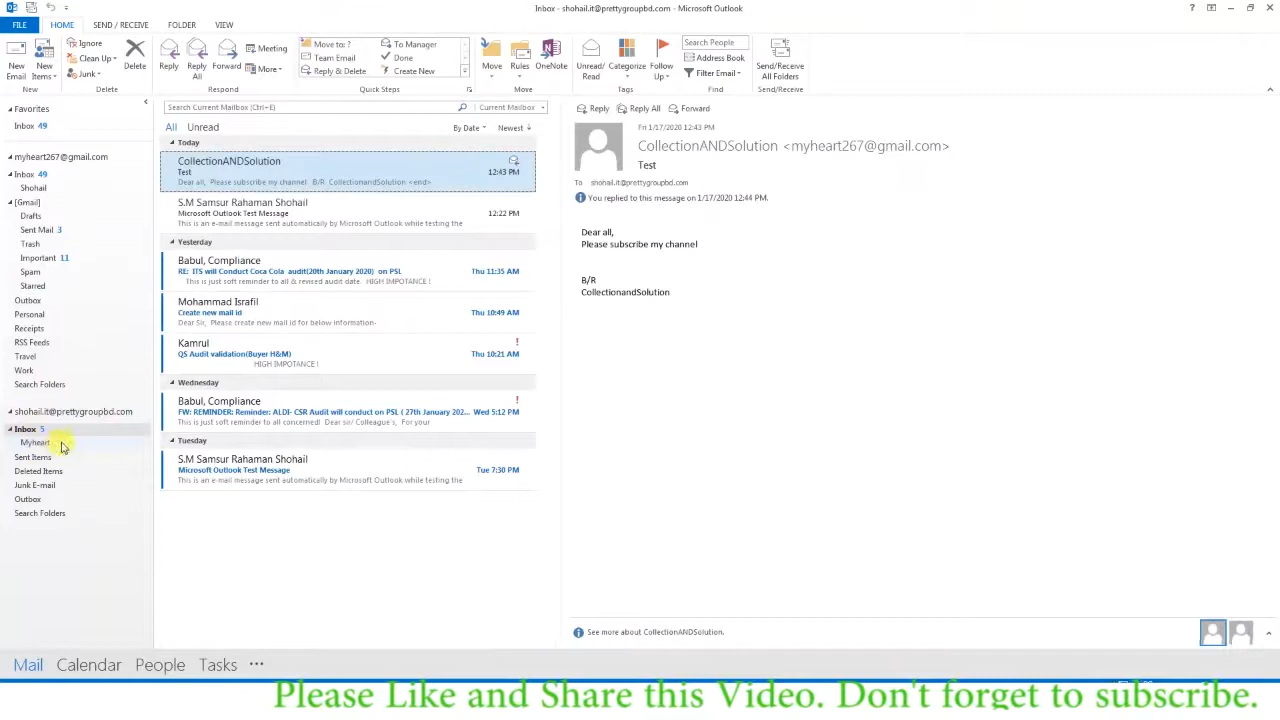 Inbox - shohail.it@prettygroupbd.com - Microsoft Outlook
FILE HOME SEND / RECEIVE FOLDER VIEW
New Email
New Items
New
Ignore
Clean Up
Junk
Delete
Delete
Reply
Reply All
Forward
Meeting
More
Respond
Move to: ?
Team Email
Reply & Delete
To Manager
Done
Create New
Quick Steps
Move
Rules
OneNote
Move
Unread/ Read
Categorize
Follow Up
Tags
Search People
Address Book
Filter Email
Find
Send/Receive All Folders
Send/Receive
Favorites
Inbox 49
myheart267@gmail.com
Inbox 49
Shohail
[Gmail]
Drafts
Sent Mail 3
Trash
Important 11
Spam
Starred
Outbox
Personal
Receipts
RSS Feeds
Travel
Work
Search Folders
shohail.it@prettygroupbd.com
Inbox 5
Myheart
Sent Items
Deleted Items
Junk E-mail
Outbox
Search Folders
Search Current Mailbox (Ctrl+E) Current Mailbox
All Unread By Date Newest
Today
CollectionANDSolution
Test 12:43 PM
Dear all, Please subscribe my channel B/R CollectionandSolution <end>
S.M Samsur Rahaman Shohail
Microsoft Outlook Test Message 12:22 PM
This is an e-mail message sent automatically by Microsoft Outlook while testing the
Yesterday
Babul, Compliance
RE: ITS will Conduct Coca Cola audit(20th January 2020) on PSL Thu 11:35 AM
This is just soft reminder to all & revised audit date. HIGH IMPOTANCE !
Mohammad Israfil
Create new mail id Thu 10:49 AM
Dear Sir, Please create new mail id for below information-
Kamrul !
QS Audit validation(Buyer H&M) Thu 10:21 AM
HIGH IMPOTANCE !
Wednesday
Babul, Compliance !
FW: REMINDER: Reminder: ALDI- CSR Audit will conduct on PSL ( 27th January 202... Wed 5:12 PM
This is just soft reminder to all concerned! Dear sir/ Colleague's, For your
Tuesday
S.M Samsur Rahaman Shohail
Microsoft Outlook Test Message Tue 7:30 PM
This is an e-mail message sent automatically by Microsoft Outlook while testing the
Reply Reply All Forward
Fri 1/17/2020 12:43 PM
CollectionANDSolution <myheart267@gmail.com>
Test
To shohail.it@prettygroupbd.com
You replied to this message on 1/17/2020 12:44 PM.
Dear all,
Please subscribe my channel
B/R
CollectionandSolution
See more about CollectionANDSolution.
Mail Calendar People Tasks ...
Please Like and Share this Video. Don't forget to subscribe.